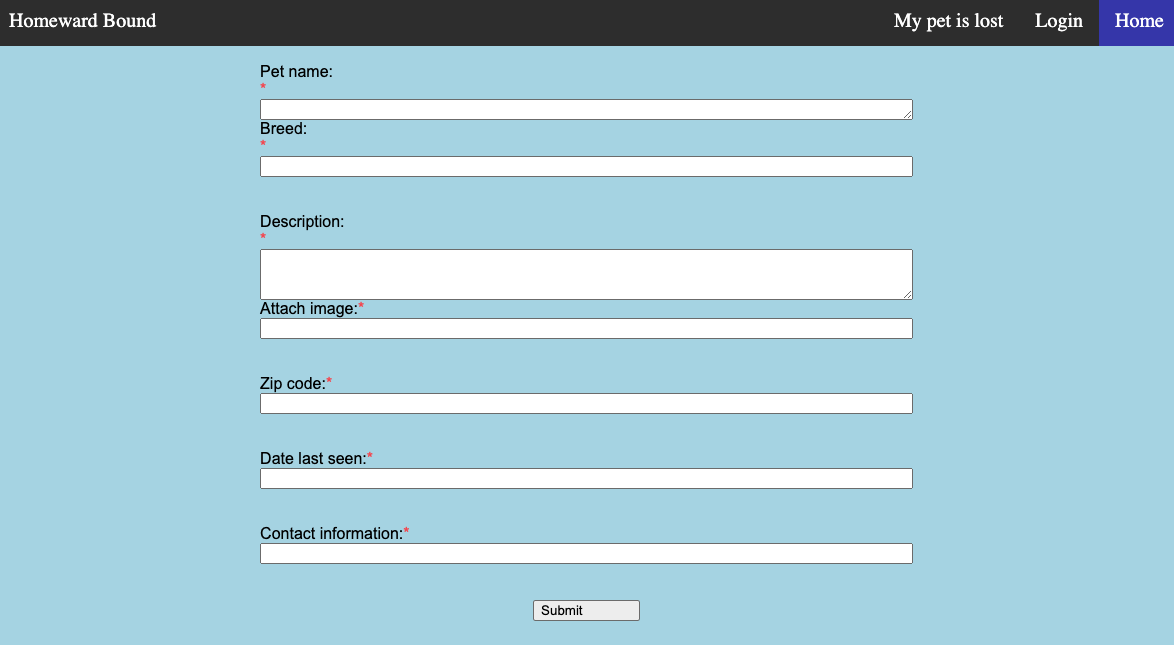 Homeward Bound My pet is lost Login Home
Pet name:
*
Breed:
*
Description:
*
Attach image:*
Zip code:*
Date last seen:*
Contact information:*
Submit